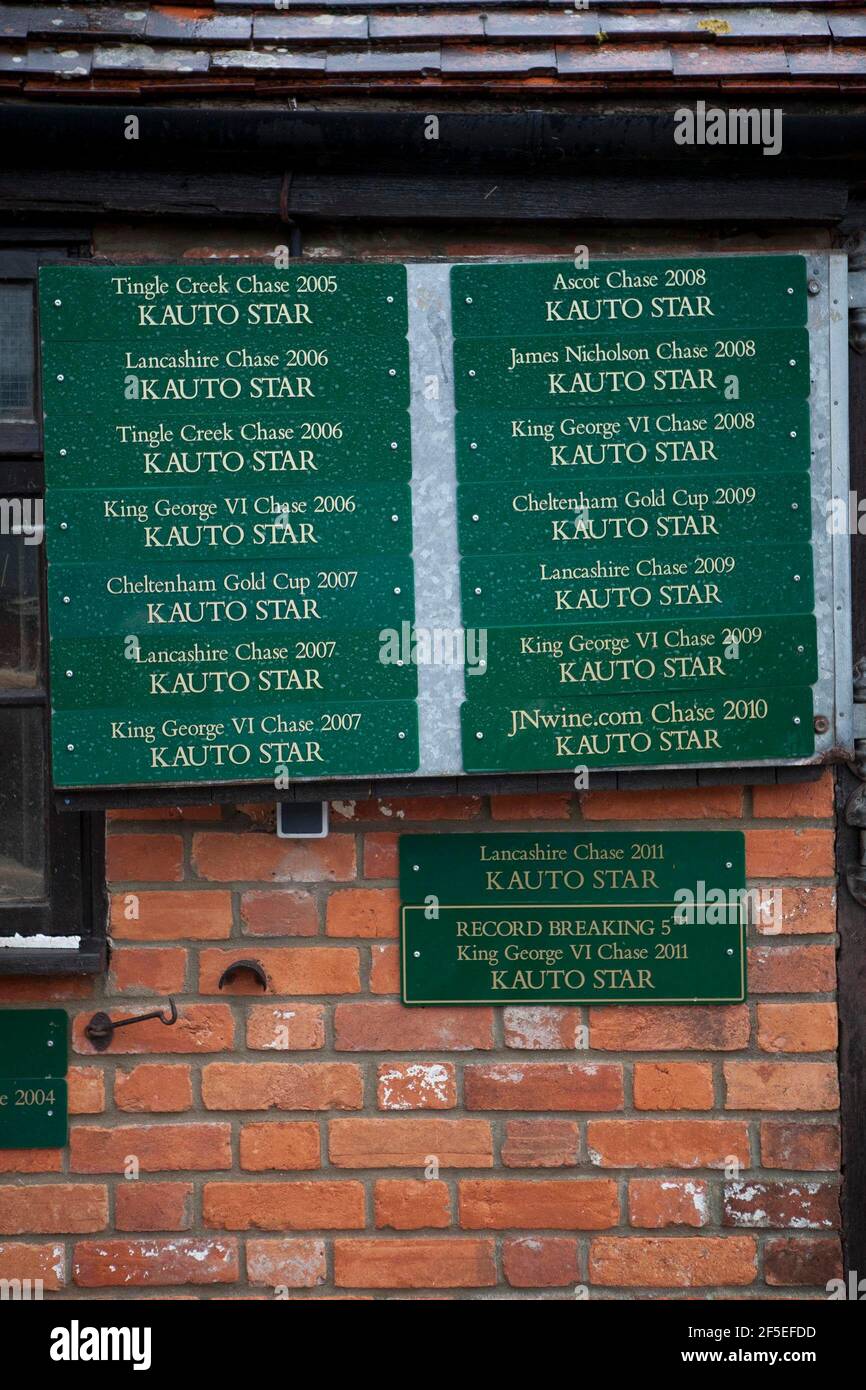 Tingle Creek Chase 2005
KAUTO STAR
Lancashire Chase 2006
KAUTO STAR
Tingle Creek Chase 2006
KAUTO STAR
King George VI Chase 2006
KAUTO STAR
Cheltenham Gold Cup 2007
KAUTO STAR
Lancashire Chase 2007
KAUTO STAR
King George VI Chase 2007
KAUTO STAR
Ascot Chase 2008
KAUTO STAR
James Nicholson Chase 2008
KAUTO STAR
King George VI Chase 2008
KAUTO STAR
Cheltenham Gold Cup 2009
KAUTO STAR
Lancashire Chase 2009
KAUTO STAR
King George VI Chase 2009
KAUTO STAR
JNwine.com Chase 2010
KAUTO STAR
Lancashire Chase 2011
KAUTO STAR
RECORD BREAKING 5TH
King George VI Chase 2011
KAUTO STAR
2004
alamy
alamy
Image ID: 2F5EFDD
www.alamy.com